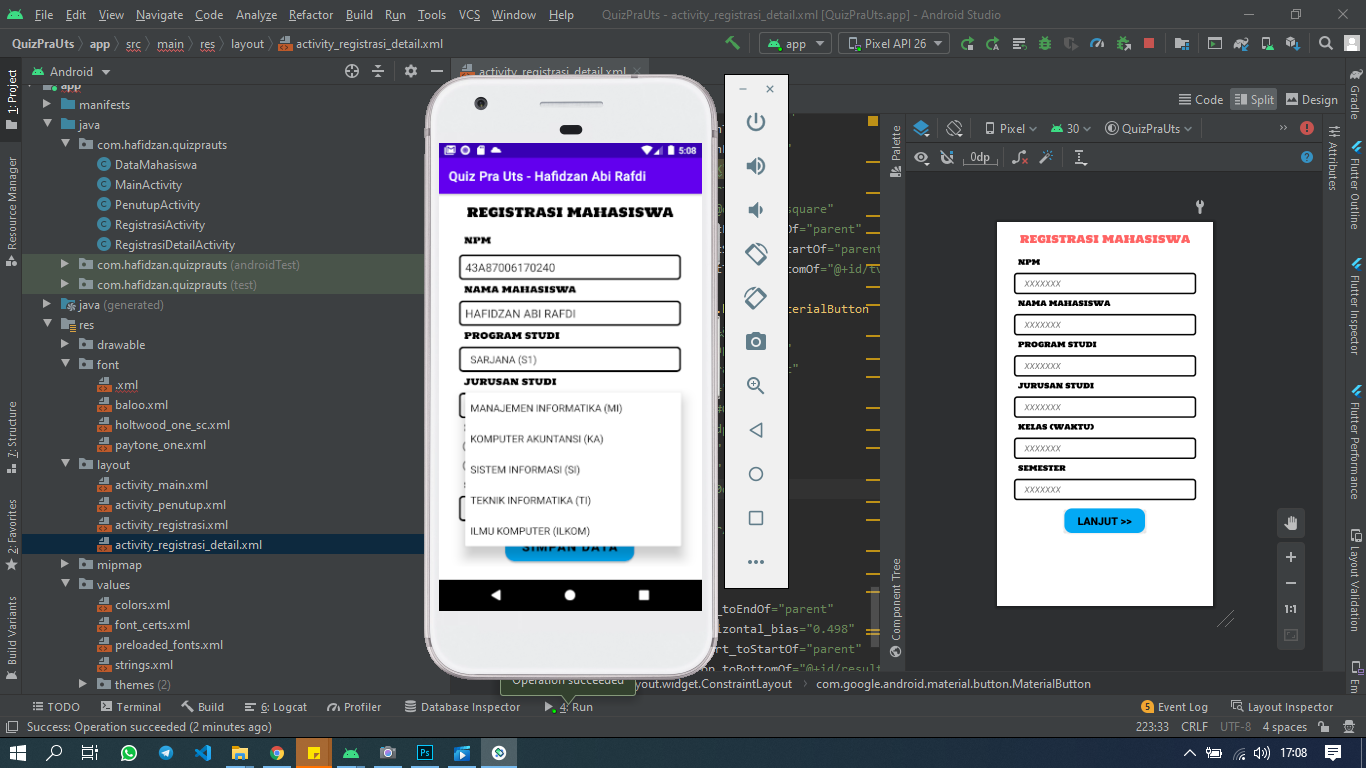 File Edit View Navigate Code Analyze Refactor Build Run Tools VCS Window Help QuizPraUts - activity_registrasi_detail.xml [QuizPraUts.app] - Android Studio
QuizPraUts app src main res layout activity_registrasi_detail.xml app Pixel API 26
1: Project
Resource Manager
Z: Structure
2: Favorites
Build Variants
Android
app
manifests
java
com.hafidzan.quizprauts
DataMahasiswa
MainActivity
PenutupActivity
RegistrasiActivity
RegistrasiDetailActivity
com.hafidzan.quizprauts (androidTest)
com.hafidzan.quizprauts (test)
java (generated)
res
drawable
font
.xml
baloo.xml
holtwood_one_sc.xml
paytone_one.xml
layout
activity_main.xml
activity_penutup.xml
activity_registrasi.xml
activity_registrasi_detail.xml
mipmap
values
colors.xml
font_certs.xml
preloaded_fonts.xml
strings.xml
themes (2)
activity_registrasi_detail.xml
5:08
Quiz Pra Uts - Hafidzan Abi Rafdi
REGISTRASI MAHASISWA
NPM
43A87006170240
NAMA MAHASISWA
HAFIDZAN ABI RAFDI
PROGRAM STUDI
SARJANA (S1)
JURUSAN STUDI
MANAJEMEN INFORMATIKA (MI)
KOMPUTER AKUNTANSI (KA)
SISTEM INFORMASI (SI)
TEKNIK INFORMATIKA (TI)
ILMU KOMPUTER (ILKOM)
SIMPAN DATA
square"
Of="parent"
tartOf="parent"
tomOf="@+id/tv
aterialButton
_toEndOf="parent"
izontal_bias="0.498"
rt_toStartOf="parent"
op_toBottomOf="@+id/resul
Code Split Design
Palette
Component Tree
Pixel 30 QuizPraUts
0dp
REGISTRASI MAHASISWA
NPM
XXXXXXX
NAMA MAHASISWA
XXXXXXX
PROGRAM STUDI
XXXXXXX
JURUSAN STUDI
XXXXXXX
KELAS (WAKTU)
XXXXXXX
SEMESTER
XXXXXXX
LANJUT >>
1:1
Attributes
Gradle
Flutter Outline
Flutter Inspector
Flutter Performance
Layout Validation
Em
Operation succeeded
yout.widget.ConstraintLayout com.google.android.material.button.MaterialButton
TODO Terminal Build 6: Logcat Profiler Database Inspector 4: Run 5 Event Log Layout Inspector
Success: Operation succeeded (2 minutes ago) 223:33 CRLF UTF-8 4 spaces
17:08